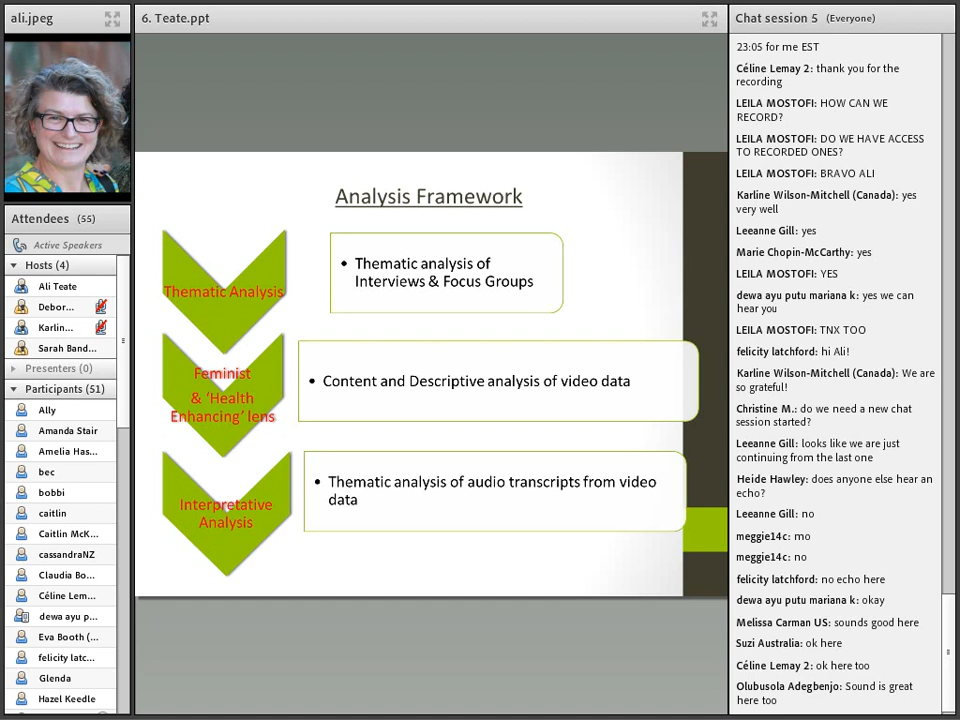 ali.jpeg
6. Teate.ppt
Chat session 5 (Everyone)
Attendees (55)
Active Speakers
Hosts (4)
Ali Teate
Debor...
Karlin...
Sarah Band...
Presenters (0)
Participants (51)
Ally
Amanda Stair
Amelia Has...
bec
bobbi
caitlin
Caitlin McK...
cassandraNZ
Claudia Bo...
Céline Lem...
dewa ayu p...
Eva Booth (...
felicity latc...
Glenda
Hazel Keedle
Analysis Framework
Thematic Analysis
• Thematic analysis of
Interviews & Focus Groups
Feminist
& ‘Health
Enhancing’ lens
• Content and Descriptive analysis of video data
Interpretative
Analysis
• Thematic analysis of audio transcripts from video
data
23:05 for me EST
Céline Lemay 2: thank you for the
recording
LEILA MOSTOFI: HOW CAN WE
RECORD?
LEILA MOSTOFI: DO WE HAVE ACCESS
TO RECORDED ONES?
LEILA MOSTOFI: BRAVO ALI
Karline Wilson-Mitchell (Canada): yes
very well
Leeanne Gill: yes
Marie Chopin-McCarthy: yes
LEILA MOSTOFI: YES
dewa ayu putu mariana k: yes we can
hear you
LEILA MOSTOFI: TNX TOO
felicity latchford: hi Ali!
Karline Wilson-Mitchell (Canada): We are
so grateful!
Christine M.: do we need a new chat
session started?
Leeanne Gill: looks like we are just
continuing from the last one
Heide Hawley: does anyone else hear an
echo?
Leeanne Gill: no
meggie14c: mo
meggie14c: no
felicity latchford: no echo here
dewa ayu putu mariana k: okay
Melissa Carman US: sounds good here
Suzi Australia: ok here
Céline Lemay 2: ok here too
Olubusola Adegbenjo: Sound is great
here too